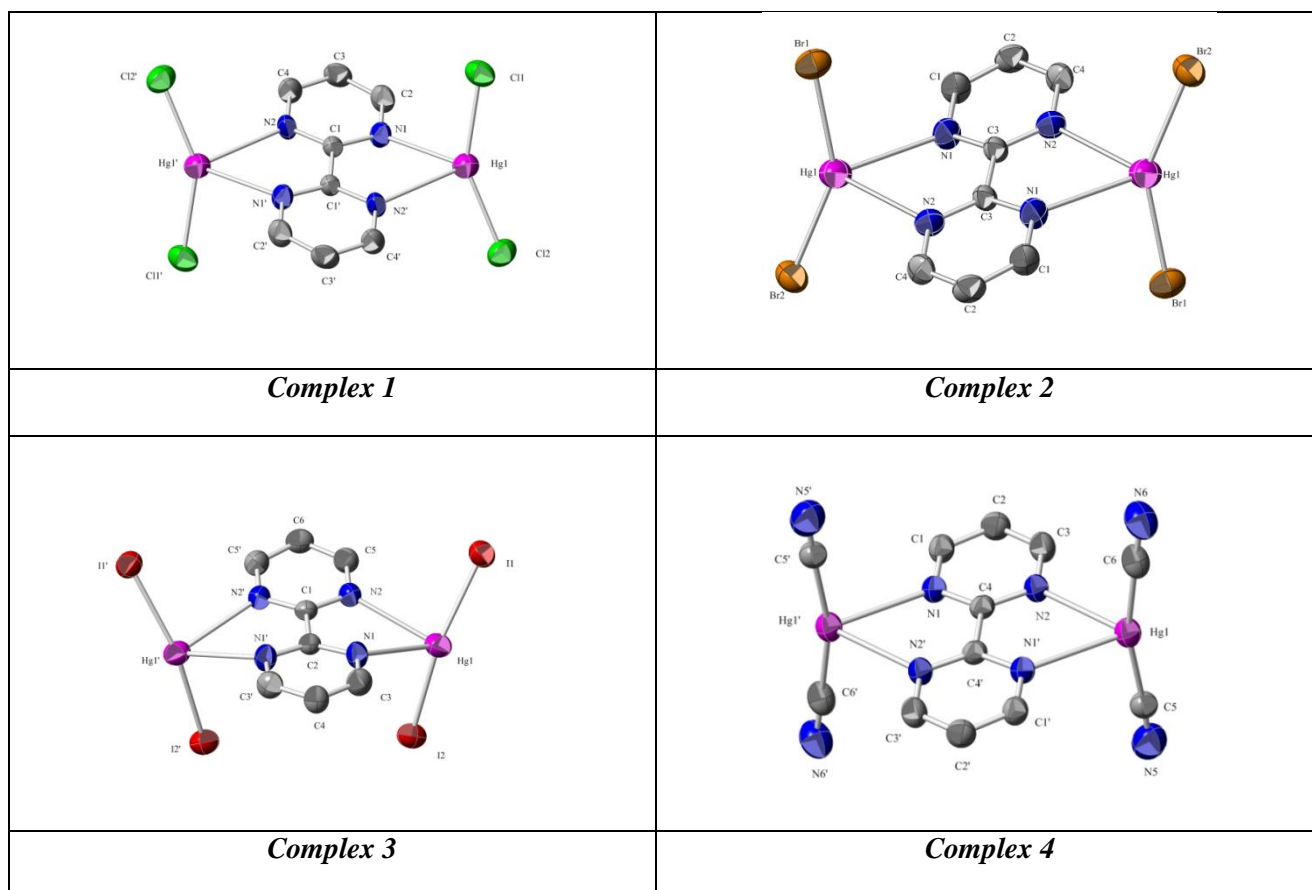 C3
Cl2'
C4
Cl1
C2
N2
C1
N1
Hg1'
Hg1
N1'
C1'
N2'
C2'
C4'
Cl1'
C3'
Cl2
Br1
C2
Br2
C1
C4
C3
N1
N2
Hg1
Hg1
N2
C3
N1
C4
C1
Br2
C2
Br1
Complex 1
Complex 2
C6
I1'
C5'
C5
I1
N2'
C1
N2
N1'
N1
Hg1'
C2
Hg1
C3'
C3
C4
I2'
I2
N5'
C2
N6
C1
C3
C5'
C6
C4
N1
N2
Hg1'
Hg1
N2'
N1'
C4'
C6'
C5
C3'
C1'
C2'
N6'
N5
Complex 3
Complex 4